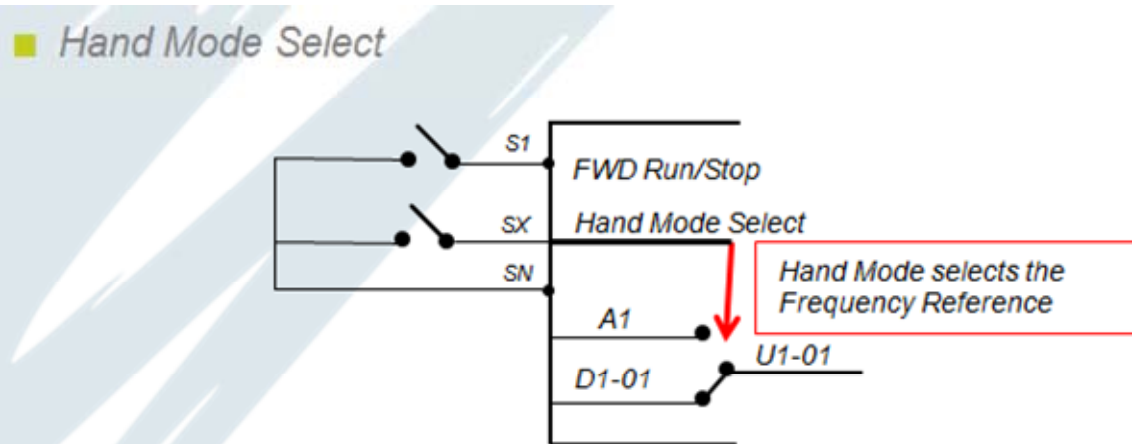 Hand Mode Select
S1
FWD Run/Stop
SX
Hand Mode Select
SN
Hand Mode selects the
Frequency Reference
A1
U1-01
D1-01